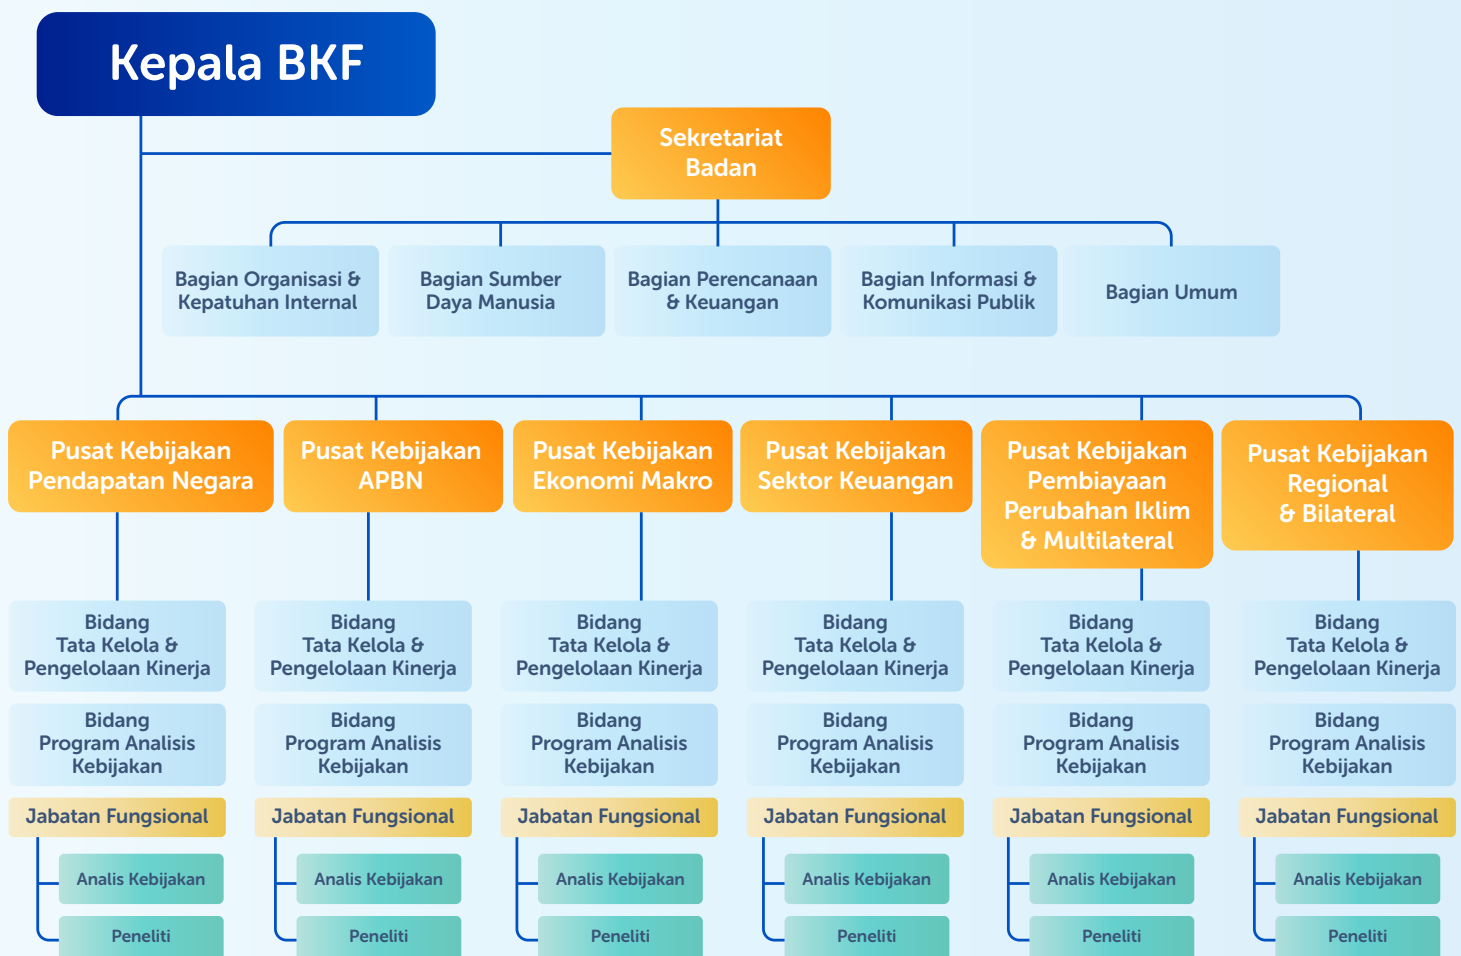 Kepala BKF
Sekretariat
Badan
Bagian Organisasi &
Kepatuhan Internal
Bagian Sumber
Daya Manusia
Bagian Perencanaan
& Keuangan
Bagian Informasi &
Komunikasi Publik
Bagian Umum
Pusat Kebijakan
Pendapatan Negara
Pusat Kebijakan
APBN
Pusat Kebijakan
Ekonomi Makro
Pusat Kebijakan
Sektor Keuangan
Pusat Kebijakan
Pembiayaan
Perubahan Iklim
& Multilateral
Pusat Kebijakan
Regional
& Bilateral
Bidang
Tata Kelola &
Pengelolaan Kinerja
Bidang
Tata Kelola &
Pengelolaan Kinerja
Bidang
Tata Kelola &
Pengelolaan Kinerja
Bidang
Tata Kelola &
Pengelolaan Kinerja
Bidang
Tata Kelola &
Pengelolaan Kinerja
Bidang
Tata Kelola &
Pengelolaan Kinerja
Bidang
Program Analisis
Kebijakan
Bidang
Program Analisis
Kebijakan
Bidang
Program Analisis
Kebijakan
Bidang
Program Analisis
Kebijakan
Bidang
Program Analisis
Kebijakan
Bidang
Program Analisis
Kebijakan
Jabatan Fungsional
Jabatan Fungsional
Jabatan Fungsional
Jabatan Fungsional
Jabatan Fungsional
Jabatan Fungsional
Analis Kebijakan
Analis Kebijakan
Analis Kebijakan
Analis Kebijakan
Analis Kebijakan
Analis Kebijakan
Peneliti
Peneliti
Peneliti
Peneliti
Peneliti
Peneliti